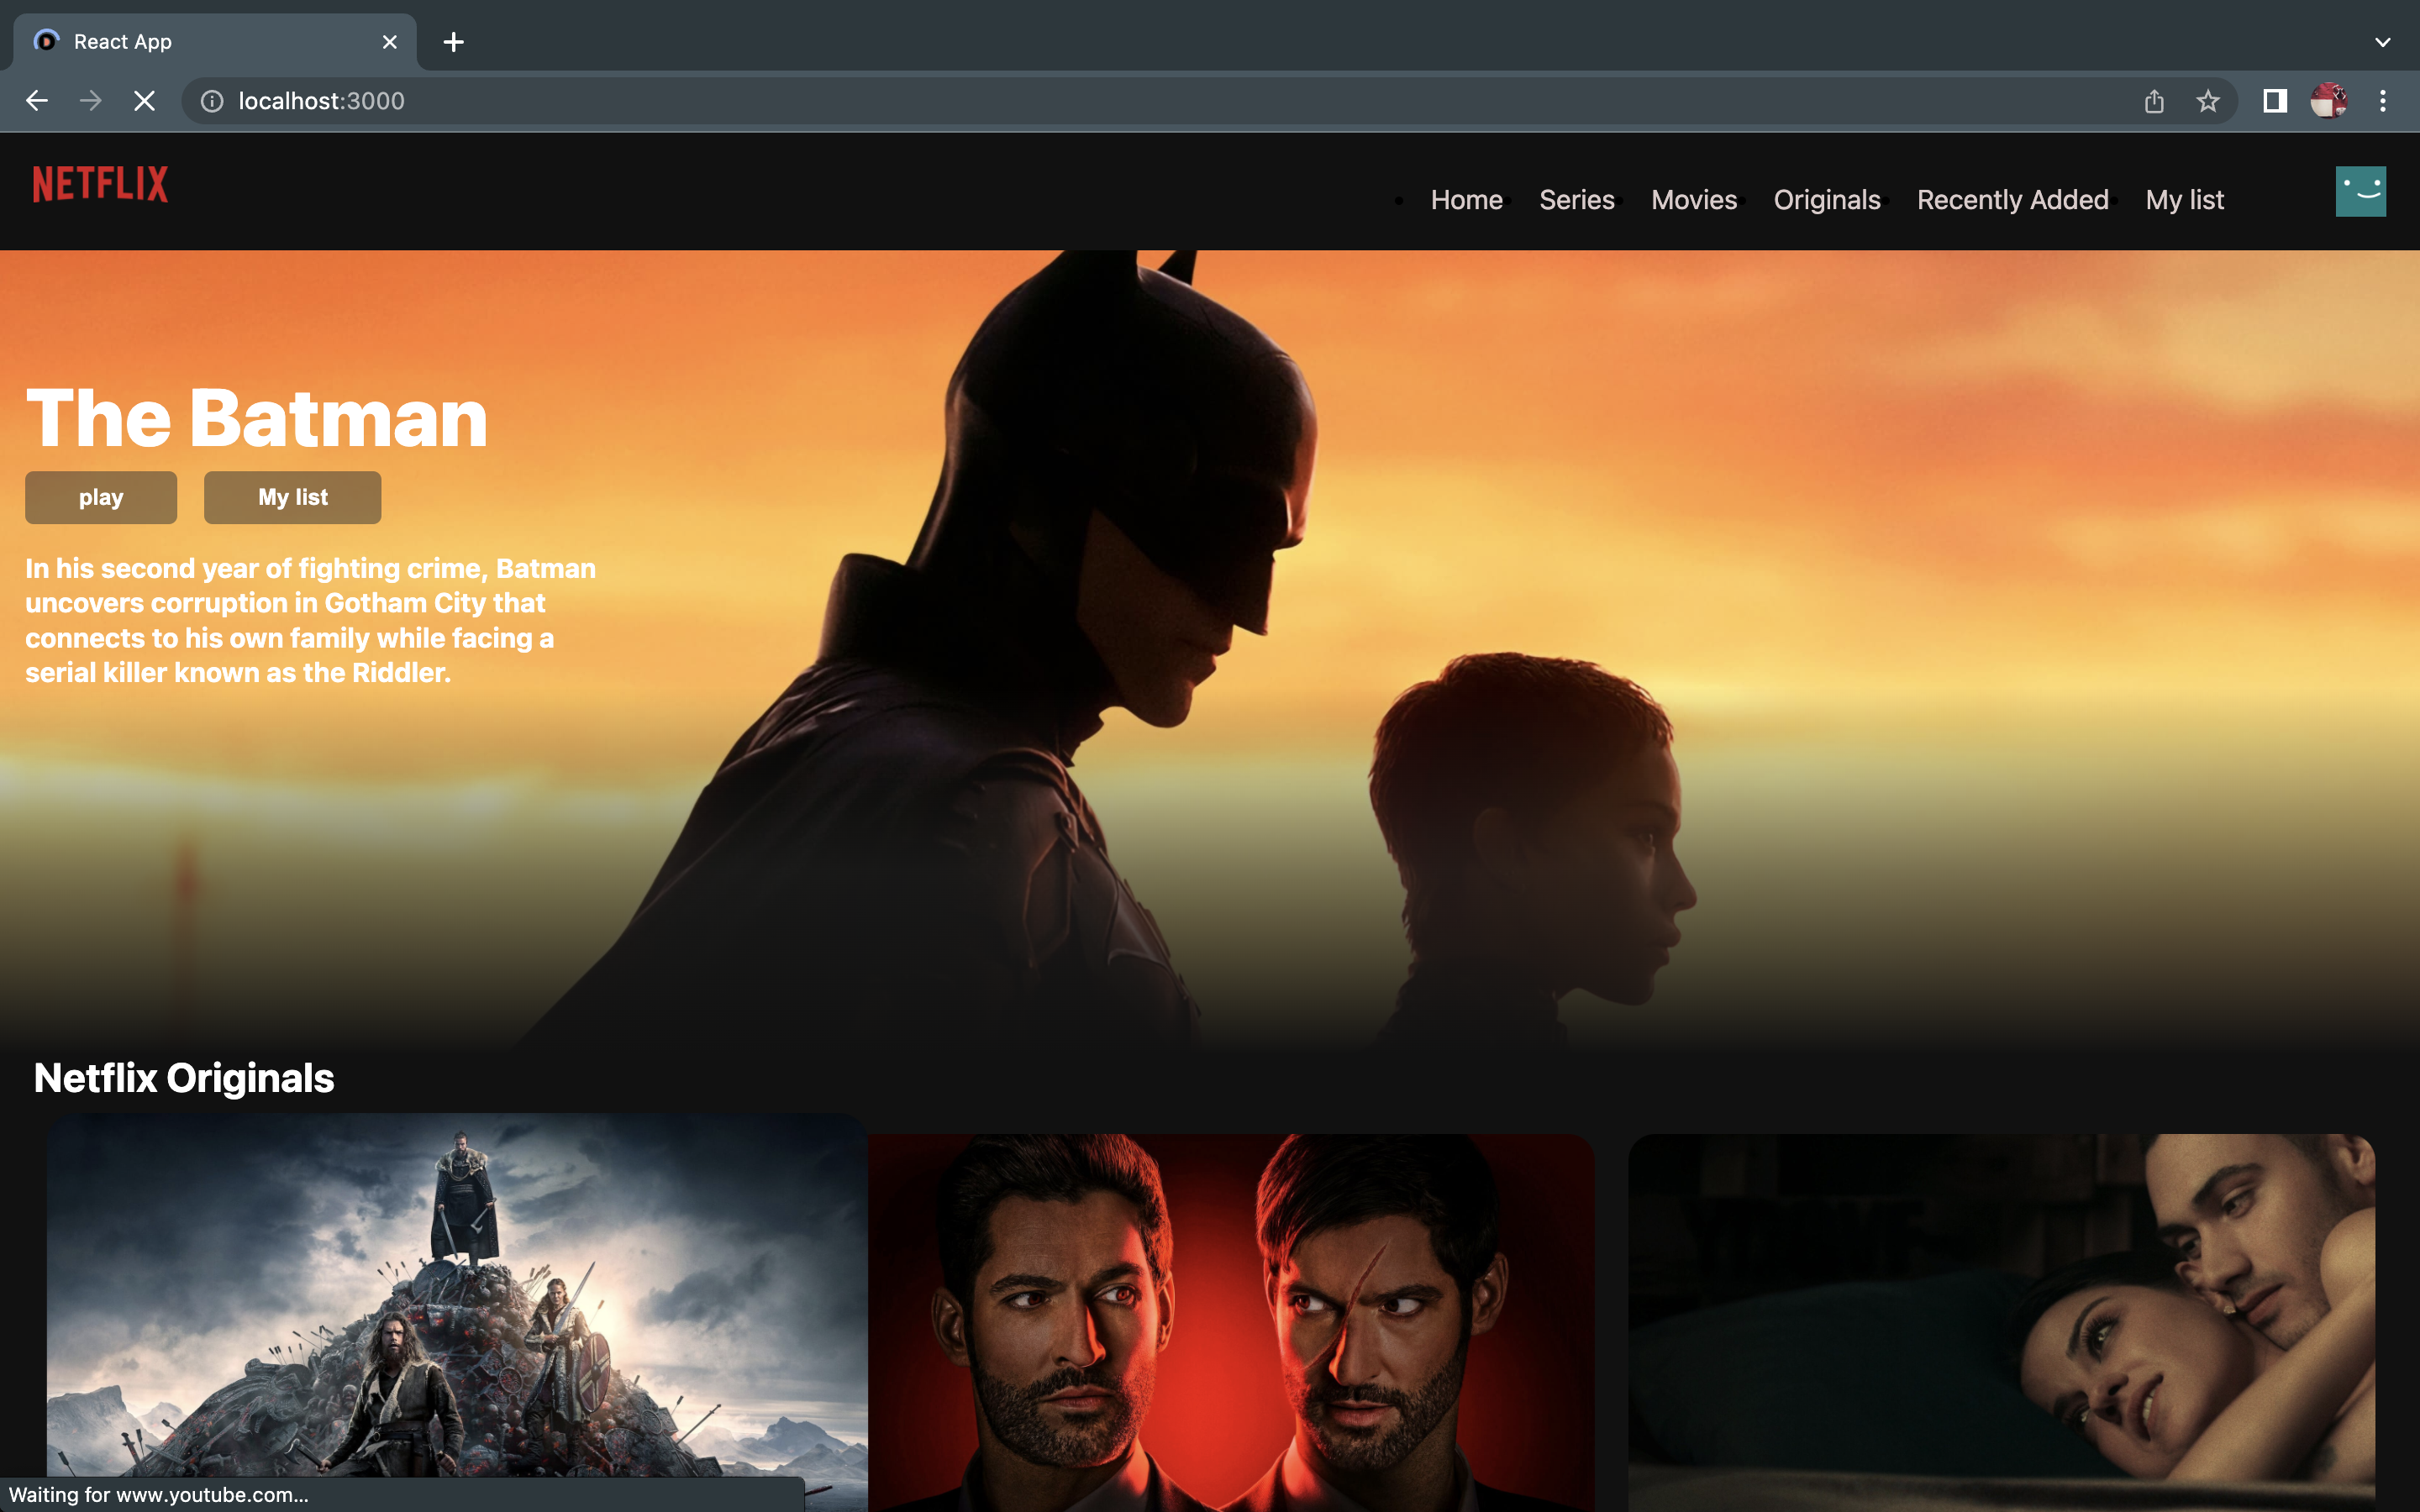 React App
localhost:3000
NETFLIX
Home Series Movies Originals Recently Added My list
The Batman
play My list
In his second year of fighting crime, Batman
uncovers corruption in Gotham City that
connects to his own family while facing a
serial killer known as the Riddler.
Netflix Originals
Waiting for www.youtube.com...